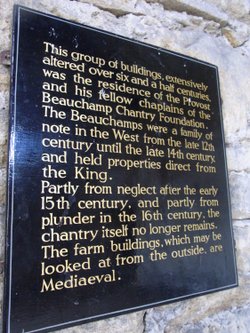 This group of buildings, extensively
altered over six and a half centuries,
was the residence of the Provost
and his fellow chaplains of the
Beauchamp Chantry Foundation.
The Beauchamps were a family of
note in the West from the late 12th
century until the late 14th century,
and held properties direct from
the King.
Partly from neglect after the early
15th century, and partly from
plunder in the 16th century, the
chantry itself no longer remains.
The farm buildings, which may be
looked at from the outside, are
Mediaeval.